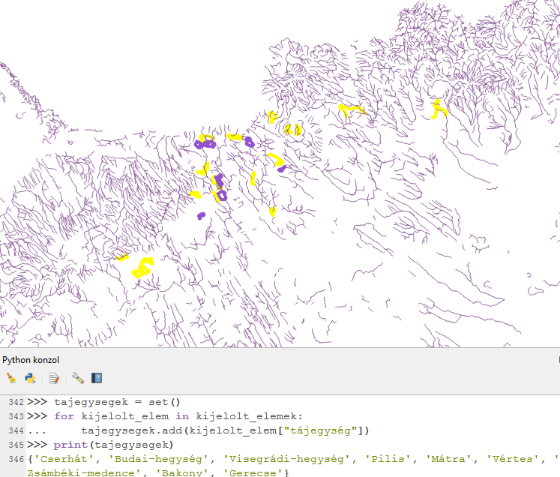 Python konzol
342 >>> tajegysegek = set()
343 >>> for kijelolt_elem in kijelolt_elemek:
344 ...     tajegysegek.add(kijelolt_elem["tájegység"])
345 >>> print(tajegysegek)
346 {'Cserhát', 'Budai-hegység', 'Visegrádi-hegység', 'Pilis', 'Mátra', 'Vértes', '
Zsámbéki-medence', 'Bakony', 'Gerecse'}